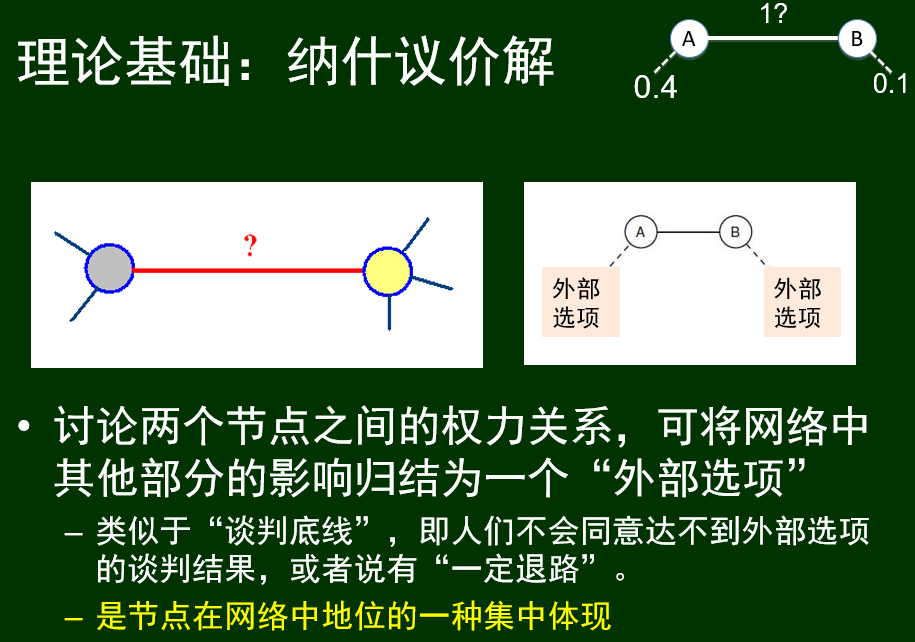 理论基础：纳什议价解
1?
A
B
0.4
0.1
?
A
B
外部
选项
外部
选项
• 讨论两个节点之间的权力关系，可将网络中
其他部分的影响归结为一个“外部选项”
– 类似于“谈判底线”，即人们不会同意达不到外部选项
的谈判结果，或者说有“一定退路”。
– 是节点在网络中地位的一种集中体现